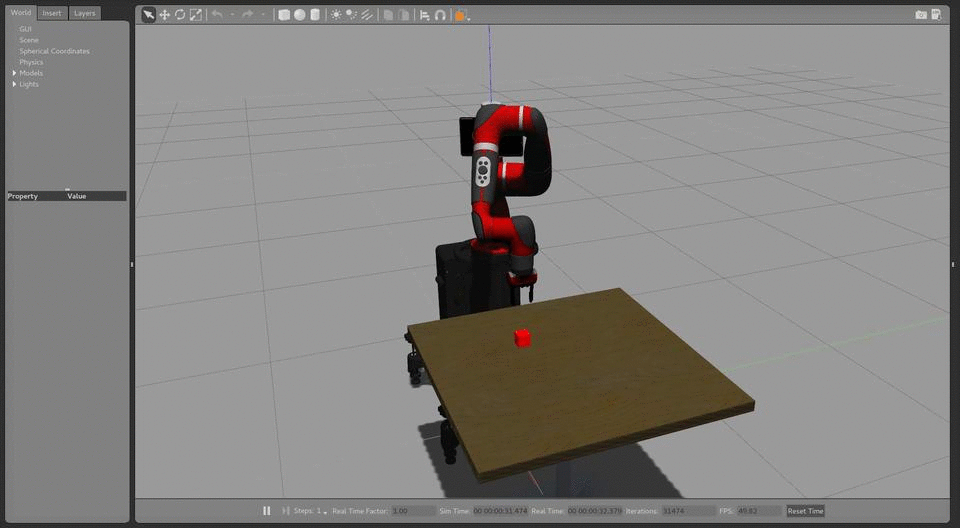 World Insert Layers
GUI
Scene
Spherical Coordinates
Physics
Models
Lights
Property Value
Steps: 1 Real Time Factor: 1.00 Sim Time: 00 00:00:31.474 Real Time: 00 00:00:32.379 Iterations: 31474 FPS: 49.82 Reset Time